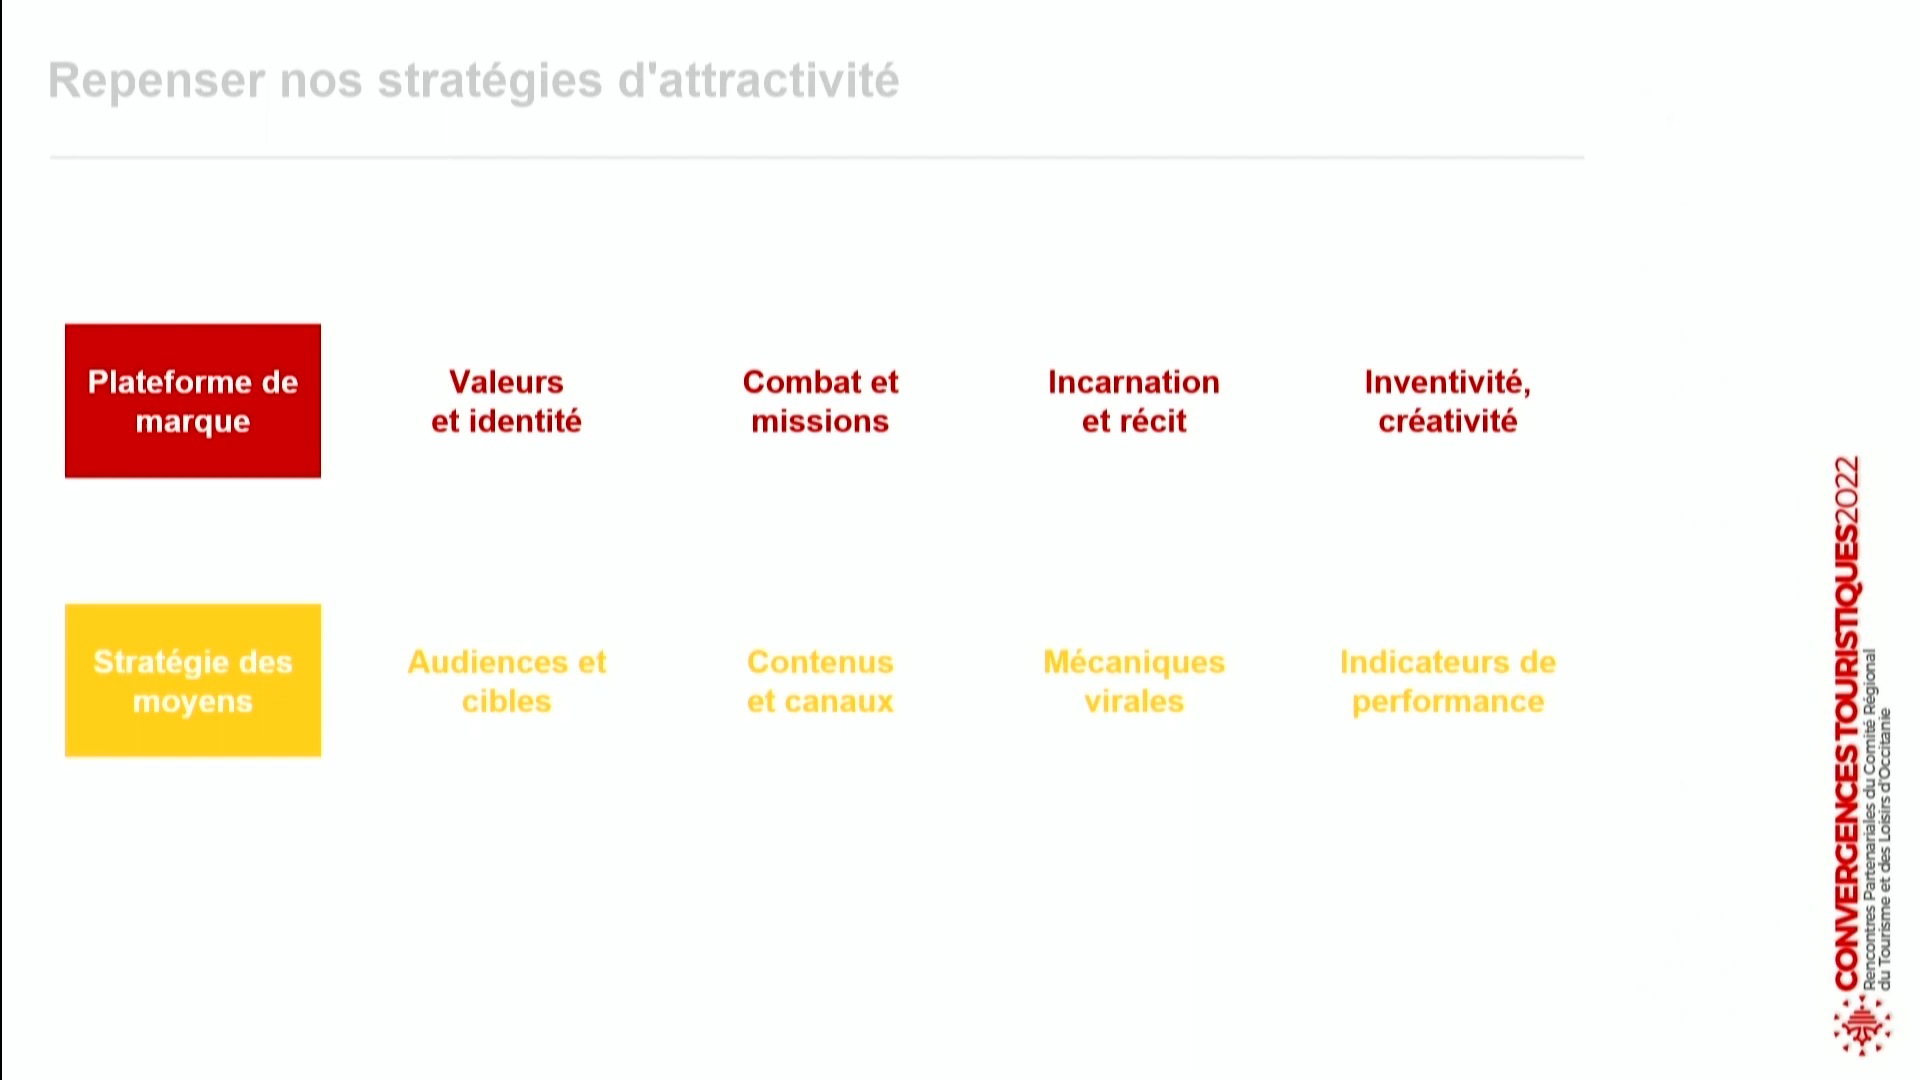 Repenser nos stratégies d'attractivité
Plateforme de
marque
Valeurs
et identité
Combat et
missions
Incarnation
et récit
Inventivité,
créativité
Stratégie des
moyens
Audiences et
cibles
Contenus
et canaux
Mécaniques
virales
Indicateurs de
performance
CONVERGENCESTOURISTIQUES2022
Rencontres Partenariales du Comité Régional
du Tourisme et des Loisirs d'Occitanie